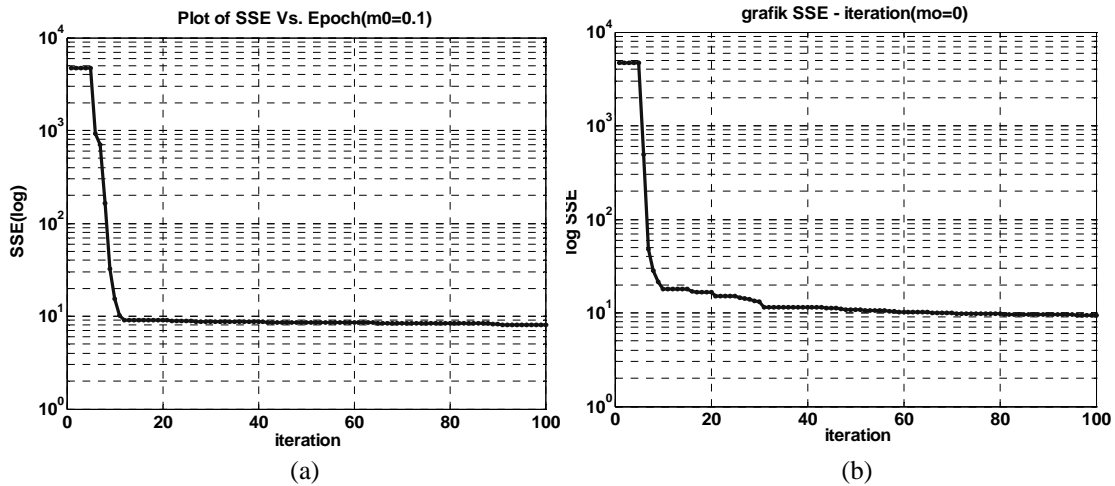 Plot of SSE Vs. Epoch(m0=0.1)
10^4
10^3
10^2
10^1
10^0
SSE(log)
0 20 40 60 80 100
iteration
(a)
grafik SSE - iteration(mo=0)
10^4
10^3
10^2
10^1
10^0
log SSE
0 20 40 60 80 100
iteration
(b)